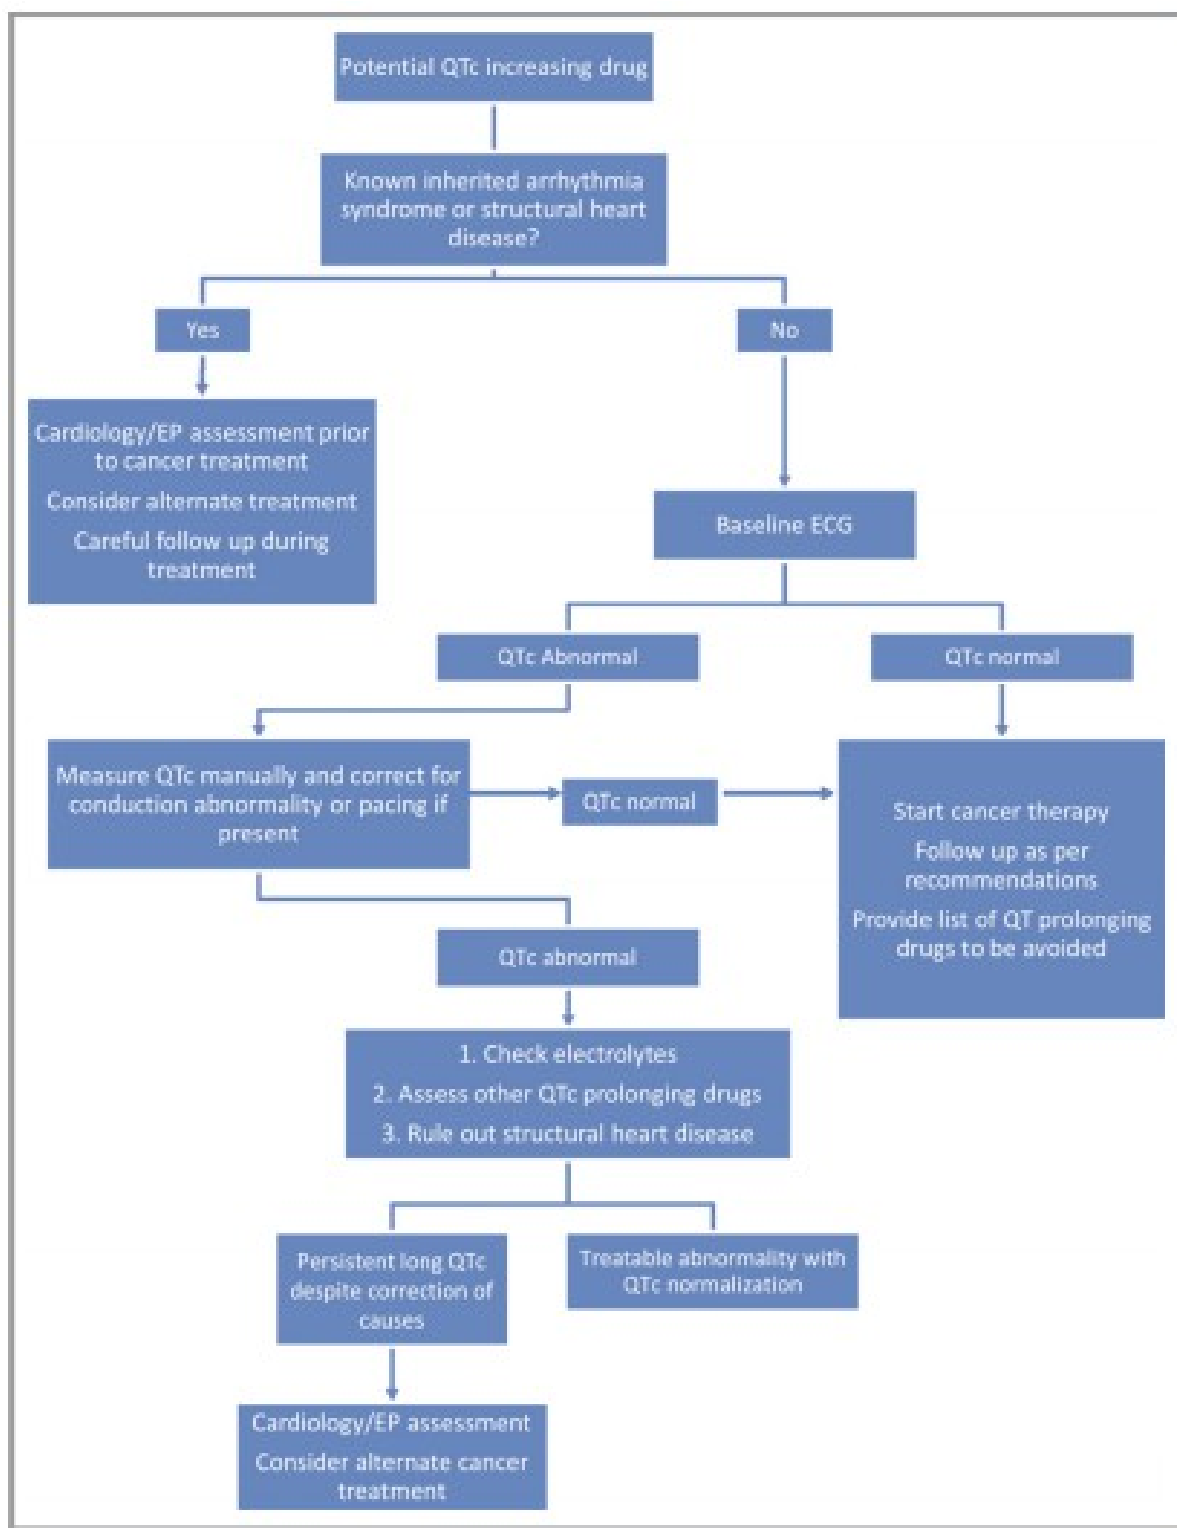 Potential QTc increasing drug
Known inherited arrhythmia
syndrome or structural heart
disease?
Yes
No
Cardiology/EP assessment prior
to cancer treatment
Consider alternate treatment
Careful follow up during
treatment
Baseline ECG
QTc Abnormal
QTc normal
Measure QTc manually and correct for
conduction abnormality or pacing if
present
QTc normal
Start cancer therapy
Follow up as per
recommendations
Provide list of QT prolonging
drugs to be avoided
QTc abnormal
1. Check electrolytes
2. Assess other QTc prolonging drugs
3. Rule out structural heart disease
Persistent long QTc
despite correction of
causes
Treatable abnormality with
QTc normalization
Cardiology/EP assessment
Consider alternate cancer
treatment